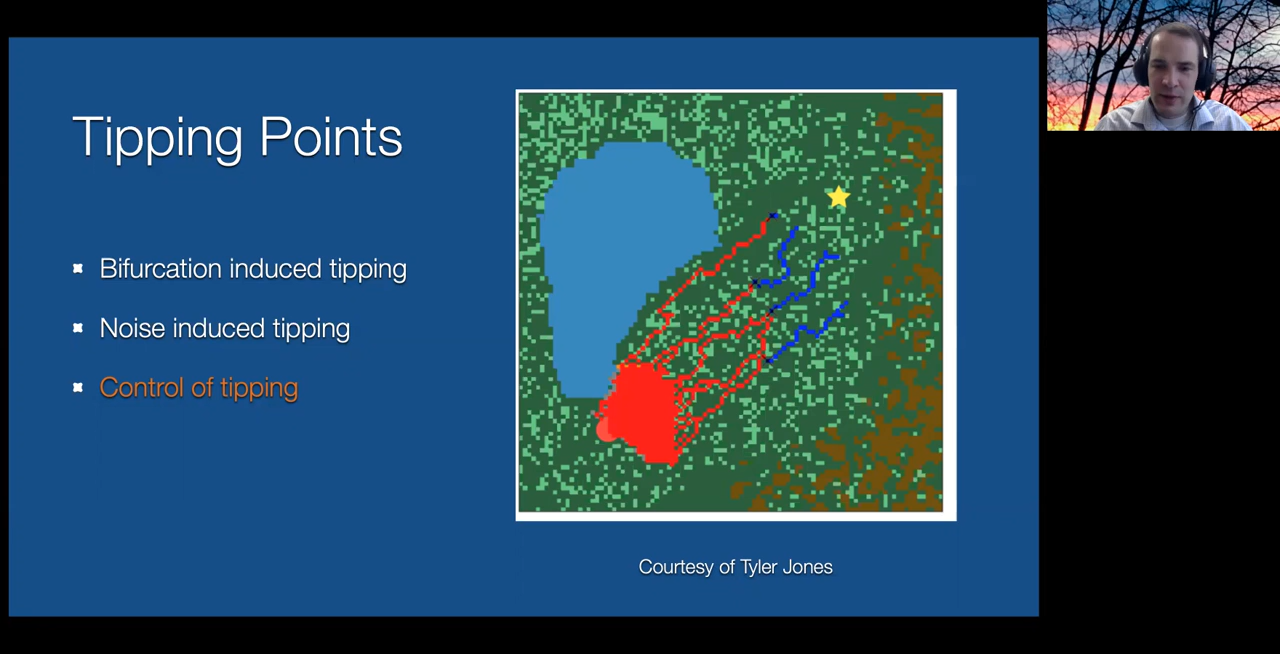 Tipping Points
Bifurcation induced tipping
Noise induced tipping
Control of tipping
Courtesy of Tyler Jones